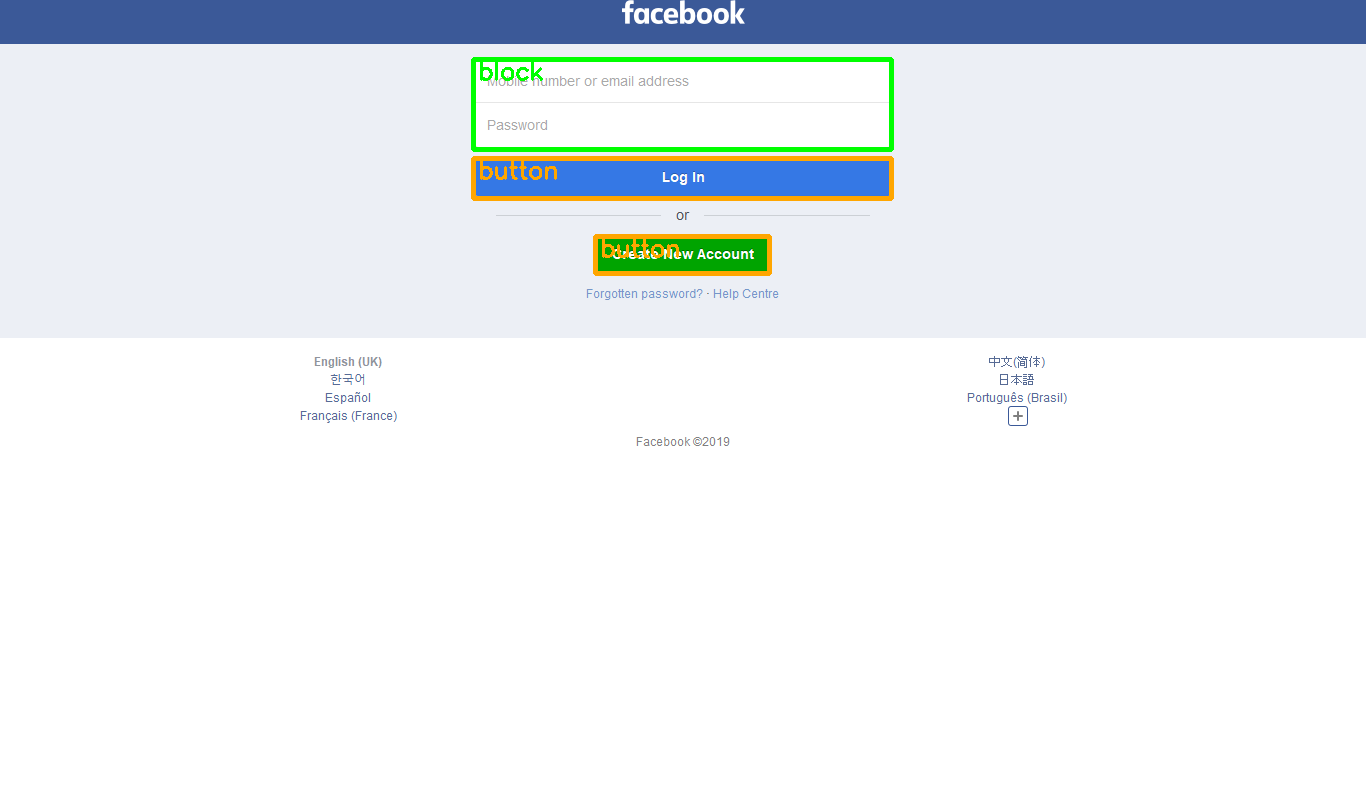 facebook
block
Mobile number or email address
Password
button
Log In
or
button
Create New Account
Forgotten password? · Help Centre
English (UK)
한국어
Español
Français (France)
中文(简体)
日本語
Português (Brasil)
+
Facebook ©2019